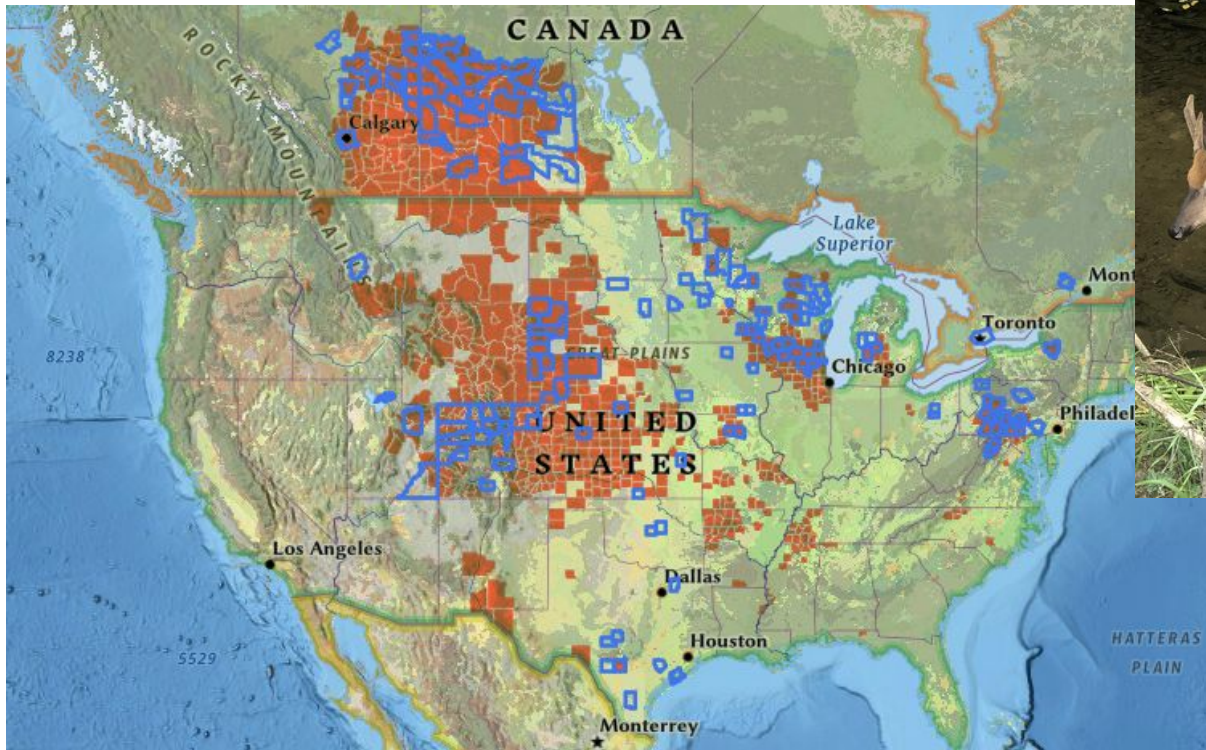 CANADA
ROCKY MOUNTAINS
Calgary
Lake
Superior
Mont
Toronto
8238
GREAT PLAINS
Chicago
UNITED
STATES
Philadel
Los Angeles
Dallas
5529
Houston
HATTERAS
PLAIN
Monterrey